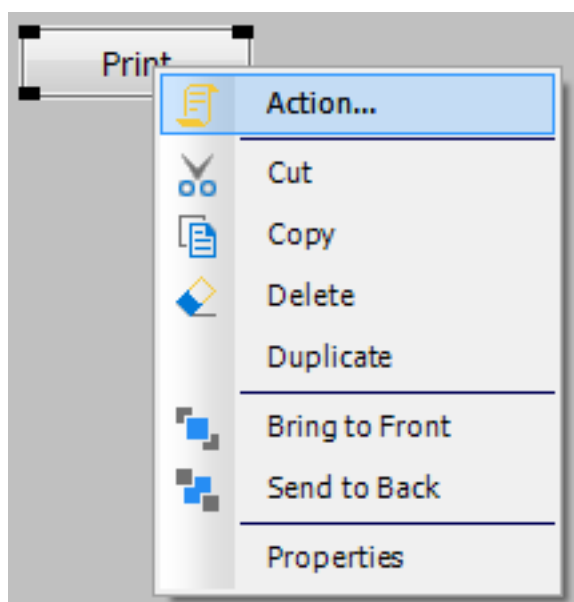 Print
Action...
Cut
Copy
Delete
Duplicate
Bring to Front
Send to Back
Properties